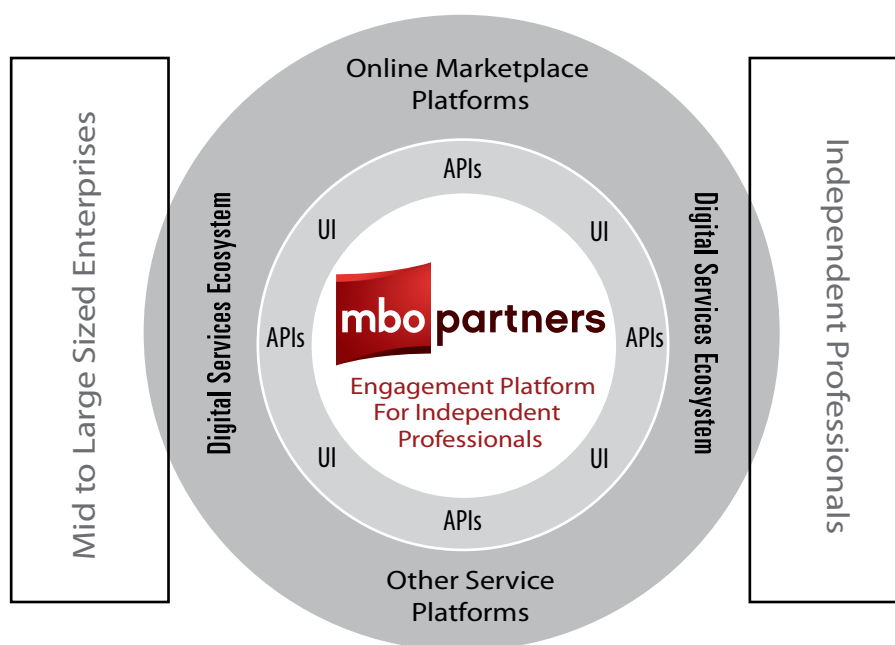 Online Marketplace
Platforms
Mid to Large Sized Enterprises
Digital Services Ecosystem
APIs
UI
UI
mbo partners
APIs
APIs
Engagement Platform
For Independent
Professionals
UI
UI
APIs
Digital Services Ecosystem
Independent Professionals
Other Service
Platforms